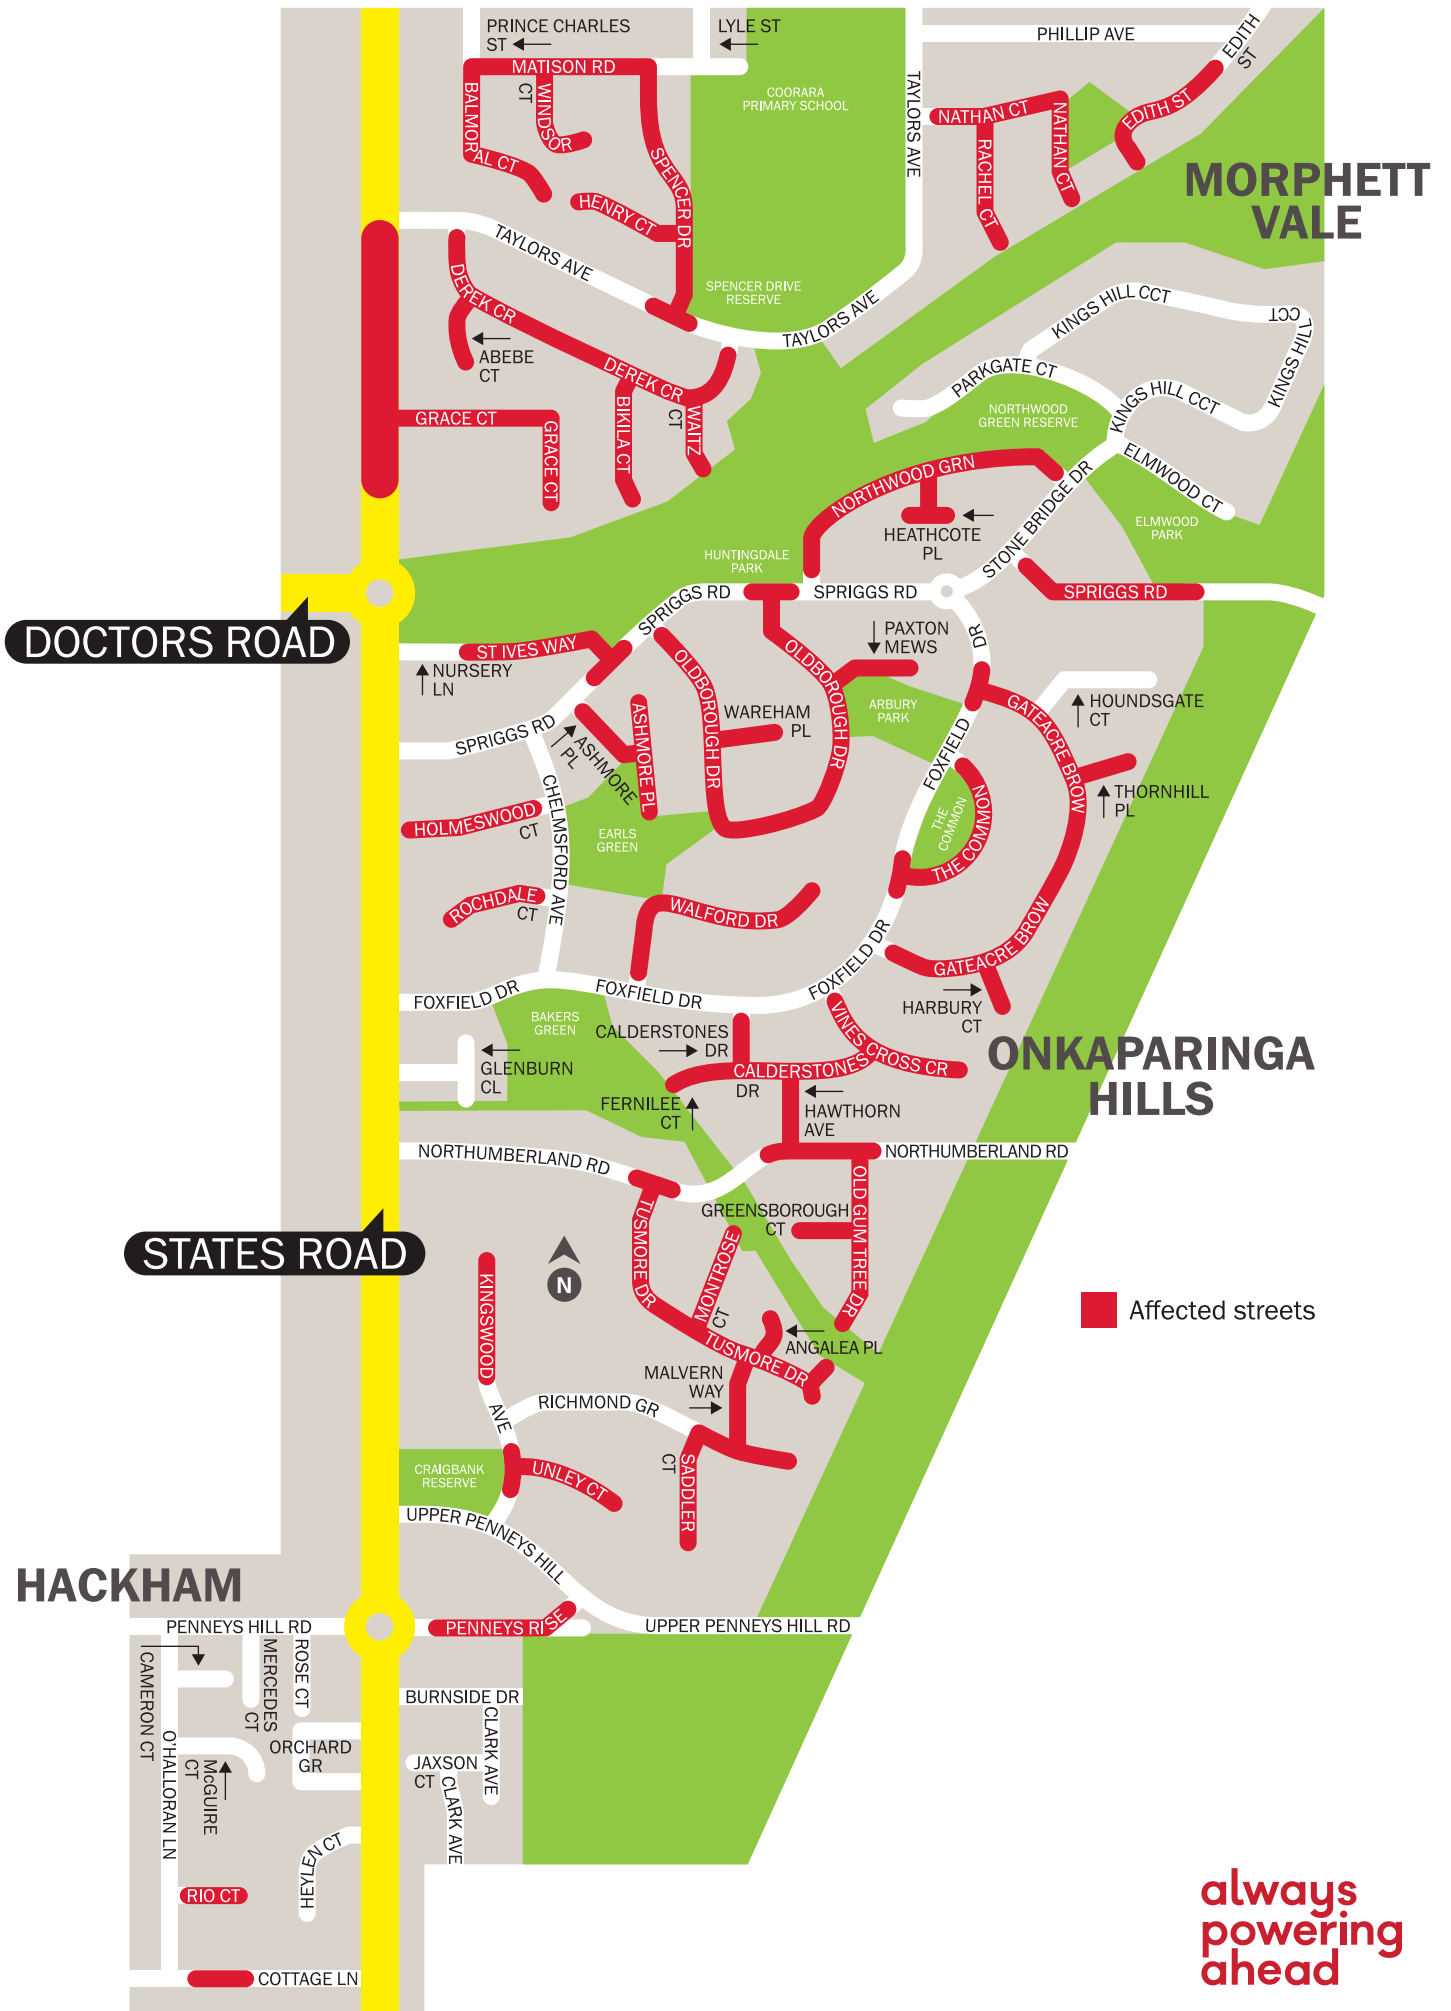 PRINCE CHARLES
ST
LYLE ST
PHILLIP AVE
EDITH
ST
MATISON RD
BALMORAL CT
WINDSOR
CT
COORARA
PRIMARY SCHOOL
TAYLORS AVE
NATHAN CT
NATHAN CT
RACHEL CT
EDITH ST
MORPHETT
VALE
SPENCER DR
HENRY CT
TAYLORS AVE
DEREK CR
SPENCER DRIVE
RESERVE
TAYLORS AVE
KINGS HILL CCT
CCT
KINGS HILL
ABEBE
CT
DEREK CR
PARKGATE CT
KINGS HILL CCT
NORTHWOOD
GREEN RESERVE
GRACE CT
GRACE CT
BIKILA CT
WAITZ
CT
ELMWOOD CT
NORTHWOOD GRN
STONE BRIDGE DR
HEATHCOTE
PL
ELMWOOD
PARK
HUNTINGDALE
PARK
SPRIGGS RD
SPRIGGS RD
SPRIGGS RD
DOCTORS ROAD
ST IVES WAY
NURSERY
LN
OLDBOROUGH DR
OLDBOROUGH DR
PAXTON
MEWS
DR
FOXFIELD
ARBURY
PARK
GATEACRE BROW
HOUNDSGATE
CT
SPRIGGS RD
ASHMORE
PL
ASHMORE PL
WAREHAM
PL
THORNHILL
PL
CHELMSFORD AVE
HOLMESWOOD
CT
EARLS
GREEN
THE
COMMON
THE COMMON
ROCHDALE
CT
WALFORD DR
GATEACRE BROW
FOXFIELD DR
FOXFIELD DR
FOXFIELD DR
HARBURY
CT
BAKERS
GREEN
CALDERSTONES
DR
VINES CROSS CR
ONKAPARINGA
HILLS
GLENBURN
CL
CALDERSTONES
DR
FERNILEE
CT
HAWTHORN
AVE
NORTHUMBERLAND RD
NORTHUMBERLAND RD
OLD GUM TREE DR
GREENSBOROUGH
CT
STATES ROAD
TUSMORE DR
MONTROSE
CT
N
KINGSWOOD
AVE
Affected streets
ANGALEA PL
TUSMORE DR
MALVERN
WAY
RICHMOND GR
CRAIGBANK
RESERVE
UNLEY CT
SADDLER
CT
UPPER PENNEYS HILL
HACKHAM
PENNEYS HILL RD
PENNEYS RISE
UPPER PENNEYS HILL RD
CAMERON CT
MERCEDES
CT
ROSE CT
BURNSIDE DR
CLARK AVE
O'HALLORAN LN
McGUIRE
CT
ORCHARD
GR
JAXSON
CT
CLARK AVE
HEYLEN CT
RIO CT
COTTAGE LN
always
powering
ahead